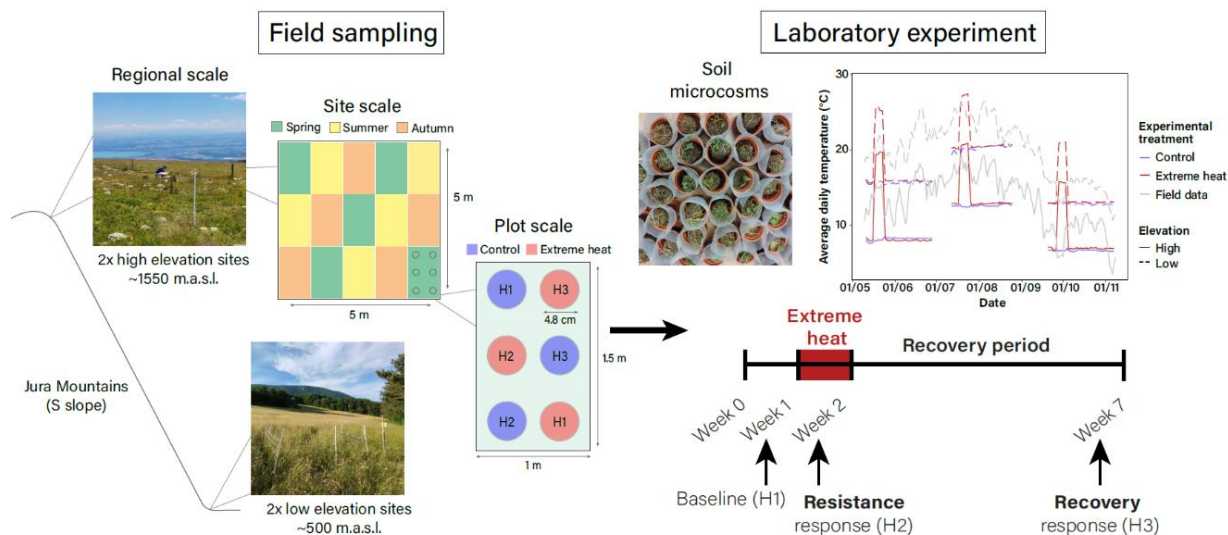 Field sampling
Regional scale
2x high elevation sites
~1550 m.a.s.l.
Jura Mountains
(S slope)
2x low elevation sites
~500 m.a.s.l.
Site scale
Spring Summer Autumn
5 m
5 m
Plot scale
Control Extreme heat
H1 H3
4.8 cm
H2 H3
H2 H1
1.5 m
1 m
Laboratory experiment
Soil
microcosms
Average daily temperature (°C)
30
20
10
01/05 01/06 01/07 01/08 01/09 01/10 01/11
Date
Experimental
treatment
Control
Extreme heat
Field data
Elevation
High
Low
Extreme
heat
Recovery period
Week 0
Week 1
Week 2
Week 7
Baseline (H1)
Resistance
response (H2)
Recovery
response (H3)